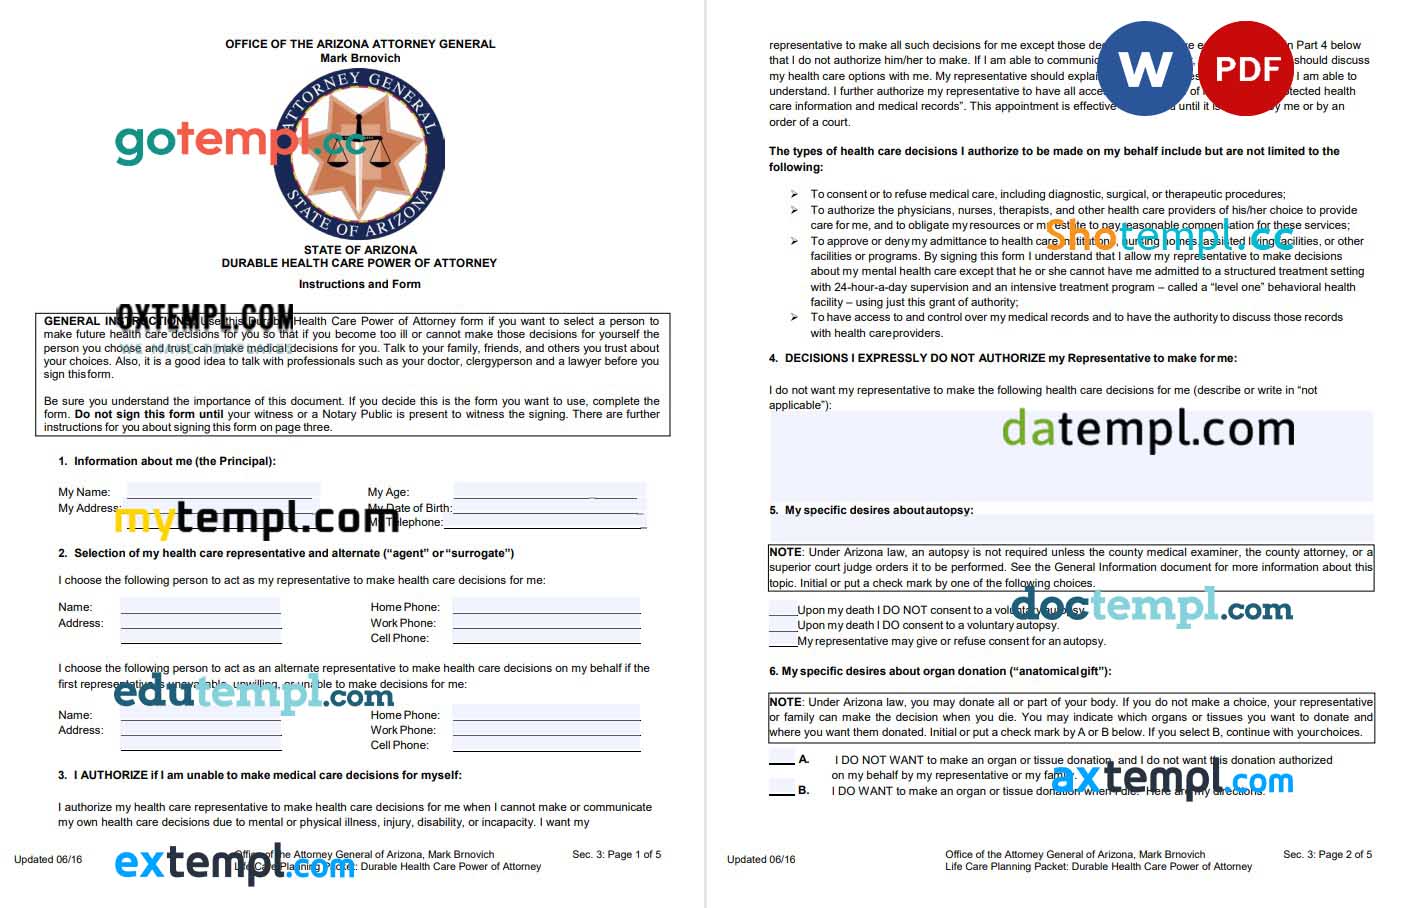 OFFICE OF THE ARIZONA ATTORNEY GENERAL
Mark Brnovich
ATTORNEY GENERAL
STATE OF ARIZONA
gotempl.cc
STATE OF ARIZONA
DURABLE HEALTH CARE POWER OF ATTORNEY
Instructions and Form
OXTEMPL.COM
GENERAL INSTRUCTIONS: Use this Durable Health Care Power of Attorney form if you want to select a person to
make future health care decisions for you so that if you become too ill or cannot make those decisions for yourself the
person you choose and trust can make medical decisions for you. Talk to your family, friends, and others you trust about
your choices. Also, it is a good idea to talk with professionals such as your doctor, clergyperson and a lawyer before you
sign this form.
Be sure you understand the importance of this document. If you decide this is the form you want to use, complete the
form. Do not sign this form until your witness or a Notary Public is present to witness the signing. There are further
instructions for you about signing this form on page three.
1. Information about me (the Principal):
My Name: My Age:
My Address: My Date of Birth:
My Telephone:
mytempl.com
2. Selection of my health care representative and alternate (“agent” or “surrogate”)
I choose the following person to act as my representative to make health care decisions for me:
Name: Home Phone:
Address: Work Phone:
Cell Phone:
I choose the following person to act as an alternate representative to make health care decisions on my behalf if the
first representative is unavailable, unwilling, or unable to make decisions for me:
edutempl.com
Name: Home Phone:
Address: Work Phone:
Cell Phone:
3. I AUTHORIZE if I am unable to make medical care decisions for myself:
I authorize my health care representative to make health care decisions for me when I cannot make or communicate
my own health care decisions due to mental or physical illness, injury, disability, or incapacity. I want my
Updated 06/16 Office of the Attorney General of Arizona, Mark Brnovich Sec. 3: Page 1 of 5
Life Care Planning Packet: Durable Health Care Power of Attorney
extempl.com
W PDF
representative to make all such decisions for me except those de n Part 4 below
that I do not authorize him/her to make. If I am able to communic should discuss
my health care options with me. My representative should explai I am able to
understand. I further authorize my representative to have all acce of tected health
care information and medical records”. This appointment is effective until it is y me or by an
order of a court.
The types of health care decisions I authorize to be made on my behalf include but are not limited to the
following:
➢ To consent or to refuse medical care, including diagnostic, surgical, or therapeutic procedures;
➢ To authorize the physicians, nurses, therapists, and other health care providers of his/her choice to provide
care for me, and to obligate my resources or my estate to pay reasonable compensation for these services;
➢ To approve or deny my admittance to health care institutions, nursing homes, assisted living facilities, or other
facilities or programs. By signing this form I understand that I allow my representative to make decisions
about my mental health care except that he or she cannot have me admitted to a structured treatment setting
with 24-hour-a-day supervision and an intensive treatment program – called a “level one” behavioral health
facility – using just this grant of authority;
➢ To have access to and control over my medical records and to have the authority to discuss those records
with health care providers.
Shotempl.cc
4. DECISIONS I EXPRESSLY DO NOT AUTHORIZE my Representative to make for me:
I do not want my representative to make the following health care decisions for me (describe or write in “not
applicable”):
datempl.com
5. My specific desires about autopsy:
NOTE: Under Arizona law, an autopsy is not required unless the county medical examiner, the county attorney, or a
superior court judge orders it to be performed. See the General Information document for more information about this
topic. Initial or put a check mark by one of the following choices.
Upon my death I DO NOT consent to a voluntary autopsy.
Upon my death I DO consent to a voluntary autopsy.
My representative may give or refuse consent for an autopsy.
doctempl.com
6. My specific desires about organ donation (“anatomical gift”):
NOTE: Under Arizona law, you may donate all or part of your body. If you do not make a choice, your representative
or family can make the decision when you die. You may indicate which organs or tissues you want to donate and
where you want them donated. Initial or put a check mark by A or B below. If you select B, continue with your choices.
A. I DO NOT WANT to make an organ or tissue donation, and I do not want this donation authorized
on my behalf by my representative or my family.
B. I DO WANT to make an organ or tissue donation when I die. Here are my directions:
axtempl.com
Updated 06/16 Office of the Attorney General of Arizona, Mark Brnovich Sec. 3: Page 2 of 5
Life Care Planning Packet: Durable Health Care Power of Attorney